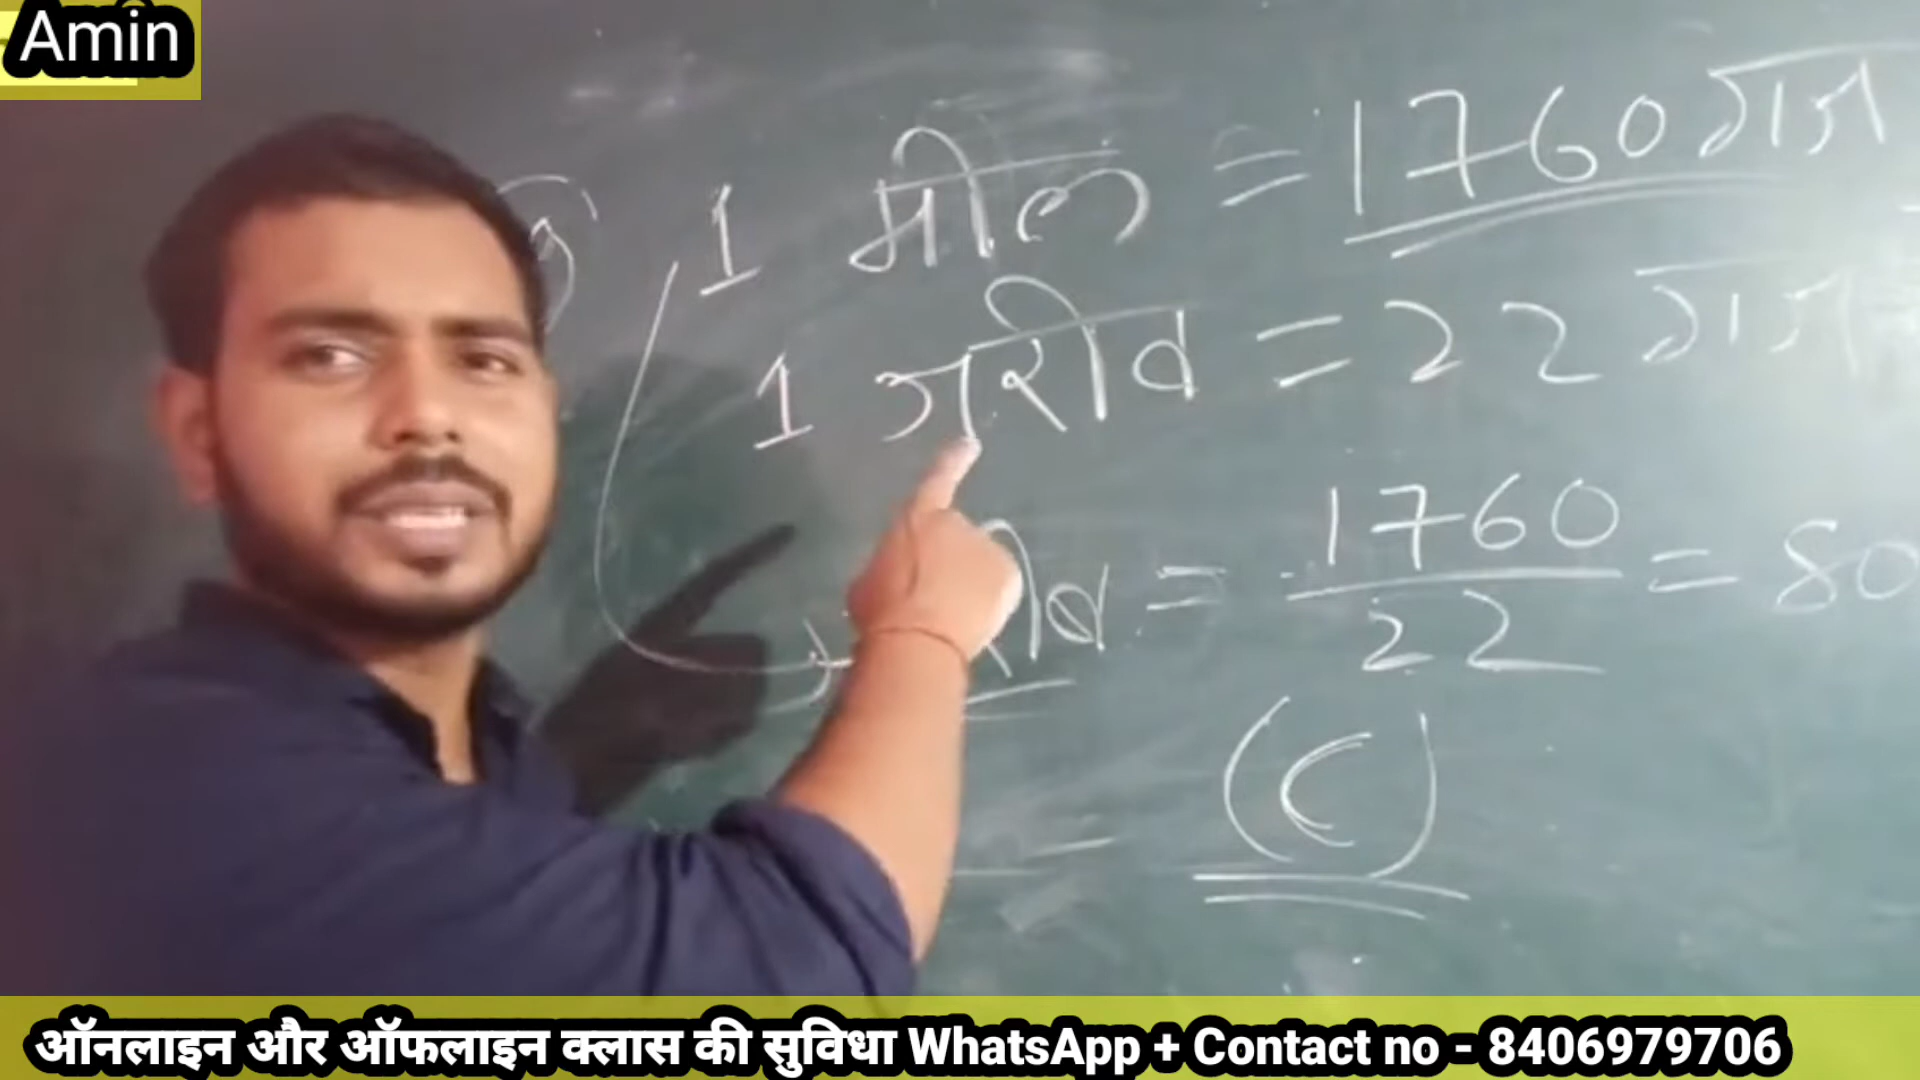 Amin
1 मील = 1760 गज
1 जरीब = 22 गज
रीब = 1760/22 = 80
(C)
ऑनलाइन और ऑफलाइन क्लास की सुविधा WhatsApp + Contact no - 8406979706